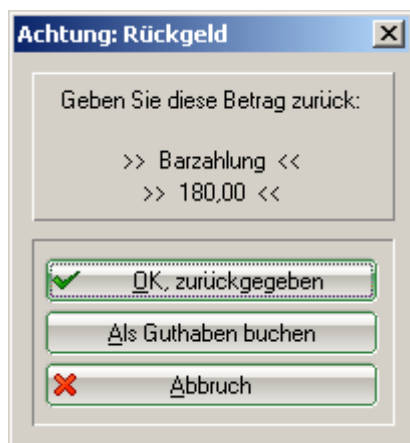 Achtung: Rückgeld
Geben Sie diese Betrag zurück:
>> Barzahlung <<
>> 180,00 <<
OK, zurückgegeben
Als Guthaben buchen
Abbruch